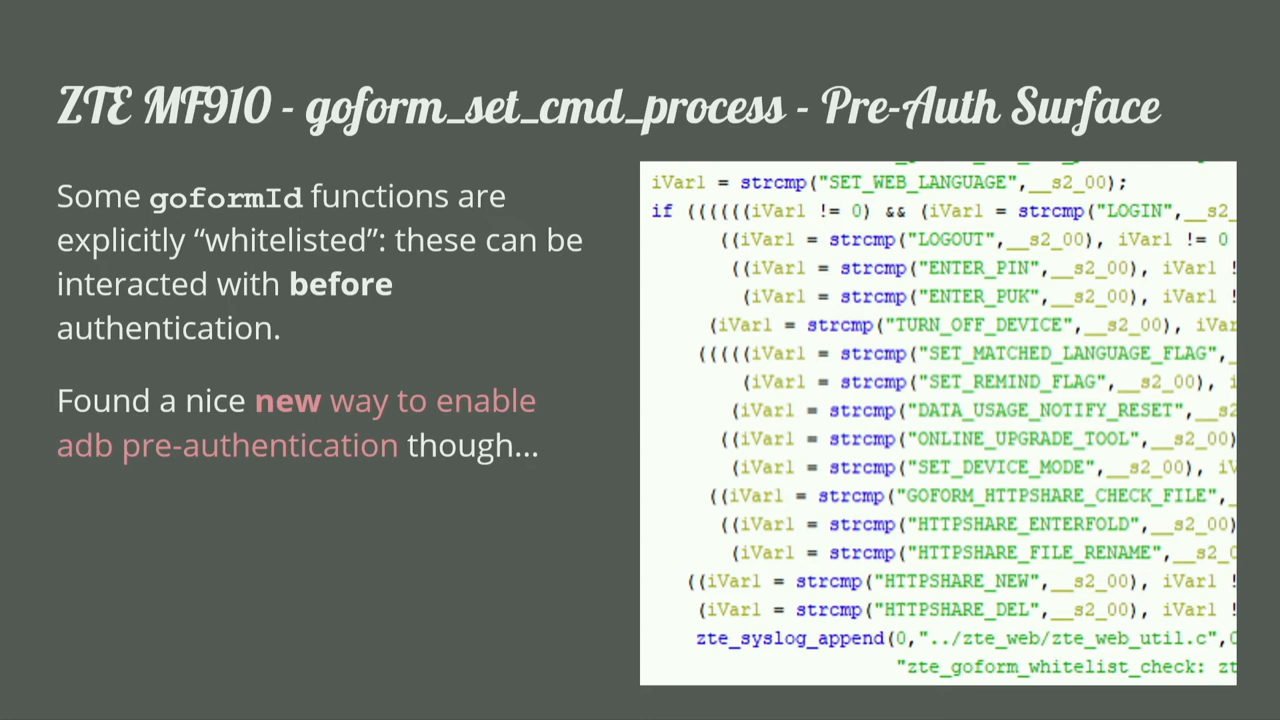 ZTE MF910 - goform_set_cmd_process - Pre-Auth Surface
Some goformId functions are
explicitly “whitelisted”: these can be
interacted with before
authentication.
Found a nice new way to enable
adb pre-authentication though...
iVar1 = strcmp("SET_WEB_LANGUAGE",__s2_00);
if ((((((iVar1 != 0) && (iVar1 = strcmp("LOGIN",__s2_
((iVar1 = strcmp("LOGOUT",__s2_00), iVar1 != 0
((iVar1 = strcmp("ENTER_PIN",__s2_00), iVar1 !
(iVar1 = strcmp("ENTER_PUK",__s2_00), iVar1 !
(iVar1 = strcmp("TURN_OFF_DEVICE",__s2_00), iVar
(((((iVar1 = strcmp("SET_MATCHED_LANGUAGE_FLAG",_
(iVar1 = strcmp("SET_REMIND_FLAG",__s2_00), i
(iVar1 = strcmp("DATA_USAGE_NOTIFY_RESET",__s2
((iVar1 = strcmp("ONLINE_UPGRADE_TOOL",__s2_00)
(iVar1 = strcmp("SET_DEVICE_MODE",__s2_00), iV
((iVar1 = strcmp("GOFORM_HTTPSHARE_CHECK_FILE",_
((iVar1 = strcmp("HTTPSHARE_ENTERFOLD",__s2_00)
(iVar1 = strcmp("HTTPSHARE_FILE_RENAME",__s2_0
((iVar1 = strcmp("HTTPSHARE_NEW",__s2_00), iVar1 !
(iVar1 = strcmp("HTTPSHARE_DEL",__s2_00), iVar1 !
zte_syslog_append(0,"../zte_web/zte_web_util.c",0
"zte_goform_whitelist_check: zt